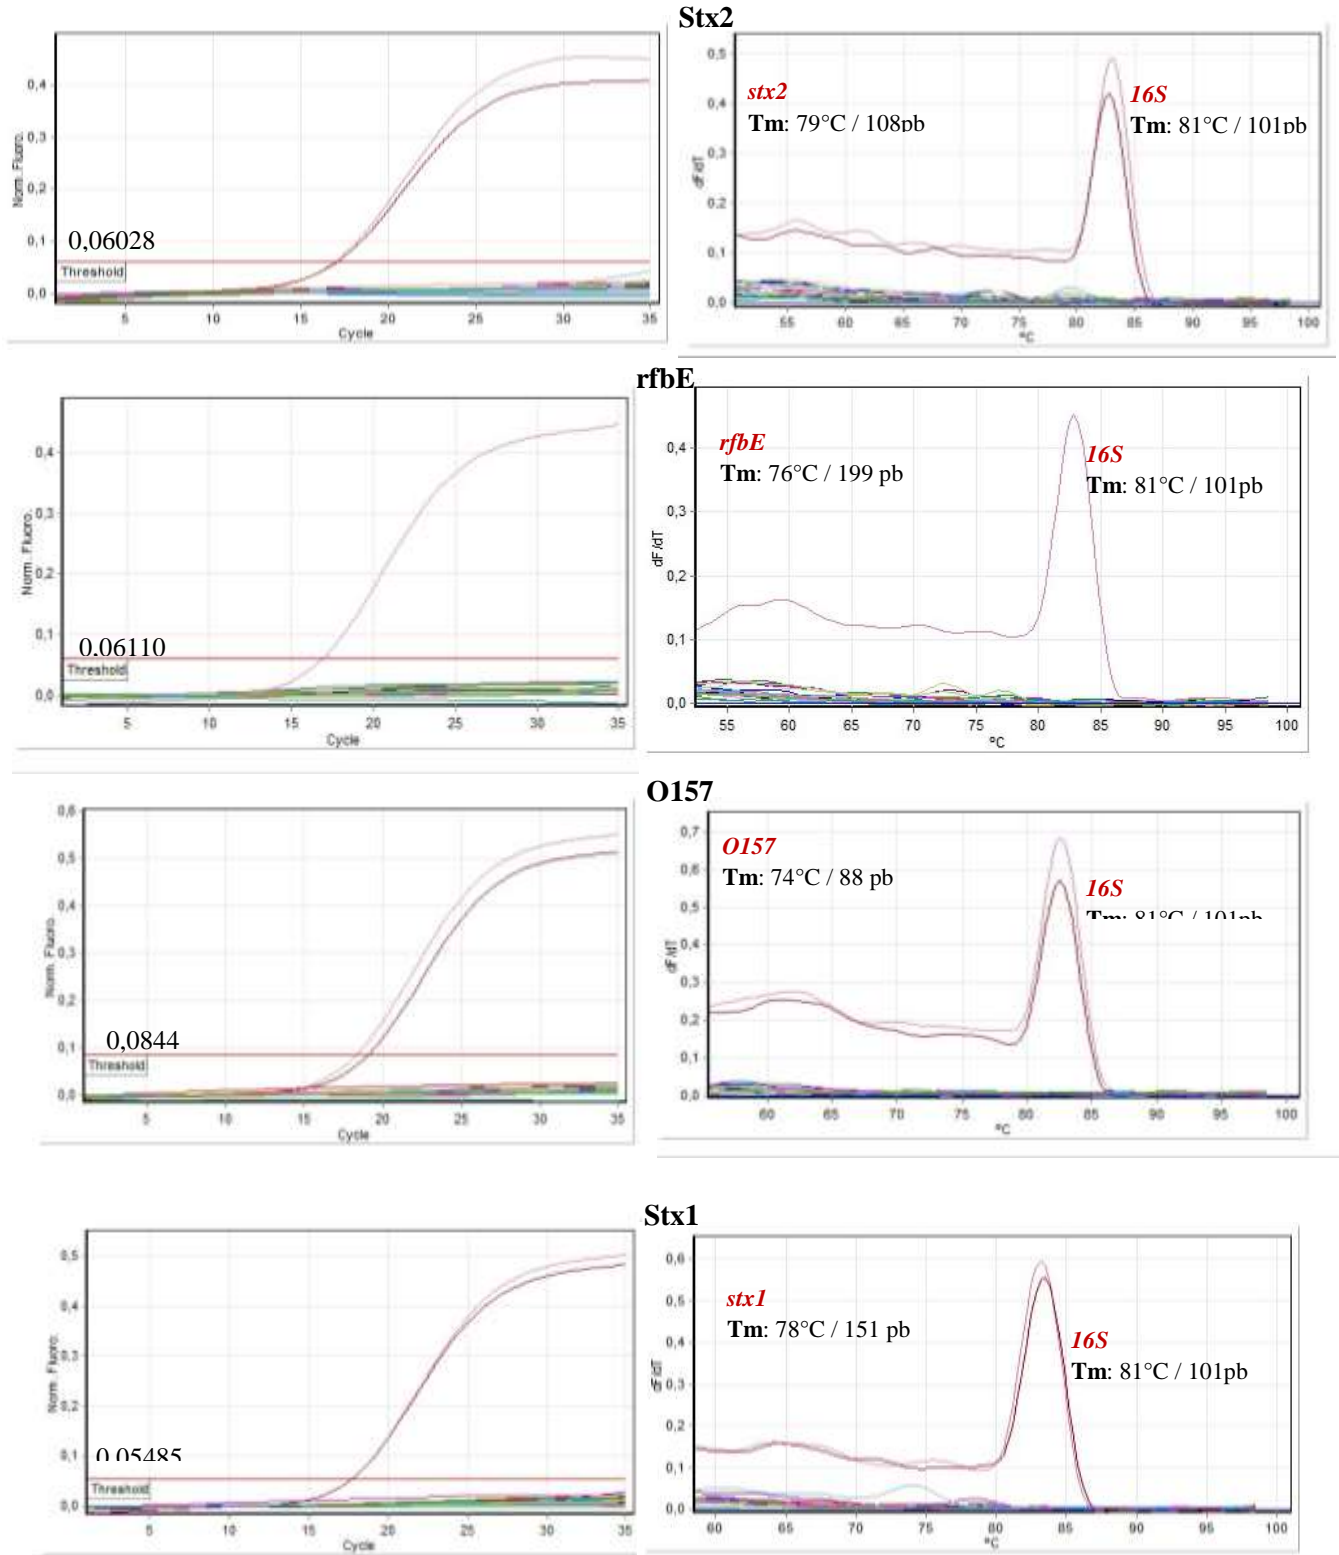 Stx2
Norm. Fluoro.
0,4
0,3
0,2
0,1
0,0
0,06028
Threshold
5
10
15
20
25
30
35
Cycle
dF/dT
0,5
0,4
0,3
0,2
0,1
0,0
stx2
Tm: 79°C / 108pb
16S
Tm: 81°C / 101pb
55
60
65
70
75
80
85
90
95
100
°C
rfbE
Norm. Fluoro.
0,4
0,3
0,2
0,1
0,0
0,06110
Threshold
5
10
15
20
25
30
35
Cycle
dF/dT
0,4
0,3
0,2
0,1
0,0
rfbE
Tm: 76°C / 199 pb
16S
Tm: 81°C / 101pb
55
60
65
70
75
80
85
90
95
100
°C
O157
Norm. Fluoro.
0,6
0,5
0,4
0,3
0,2
0,1
0,0
0,0844
Threshold
5
10
15
20
25
30
35
Cycle
dF/dT
0,7
0,6
0,5
0,4
0,3
0,2
0,1
0,0
O157
Tm: 74°C / 88 pb
16S
Tm: 81°C / 101pb
60
65
70
75
80
85
90
95
100
°C
Stx1
Norm. Fluoro.
0,5
0,4
0,3
0,2
0,1
0,0
0,05485
Threshold
5
10
15
20
25
30
35
Cycle
dF/dT
0,6
0,5
0,4
0,3
0,2
0,1
0,0
stx1
Tm: 78°C / 151 pb
16S
Tm: 81°C / 101pb
60
65
70
75
80
85
90
95
100
°C